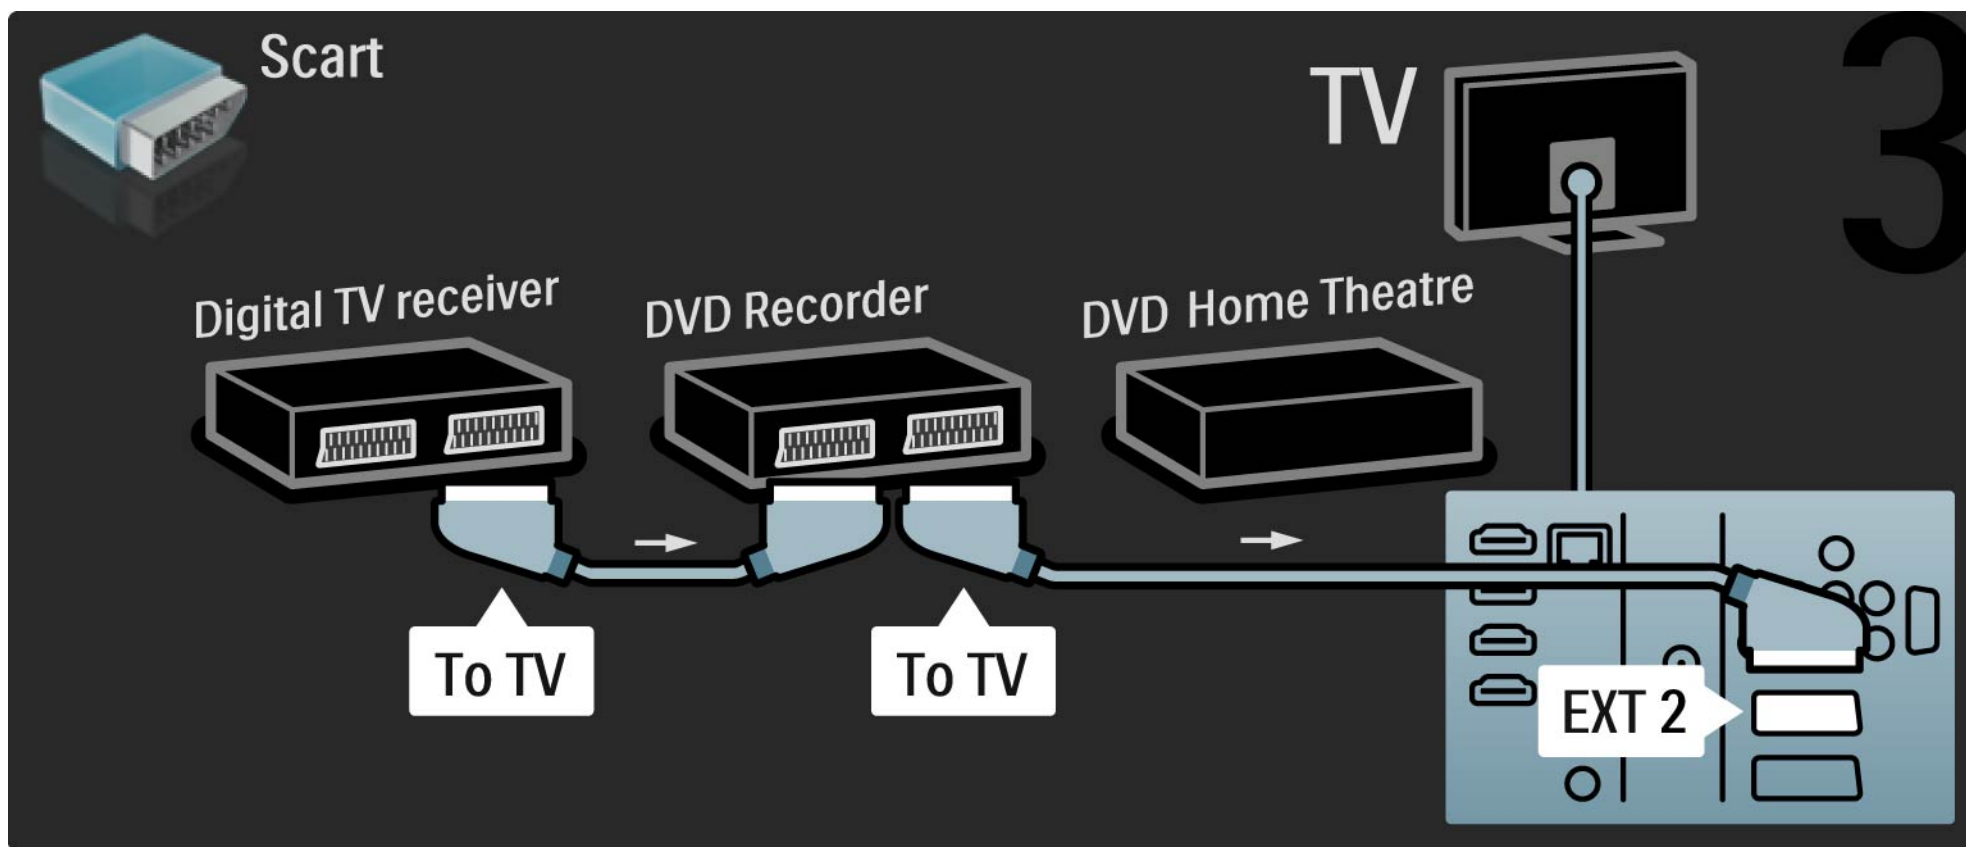 Scart
TV
3
Digital TV receiver
DVD Recorder
DVD Home Theatre
To TV
To TV
EXT 2